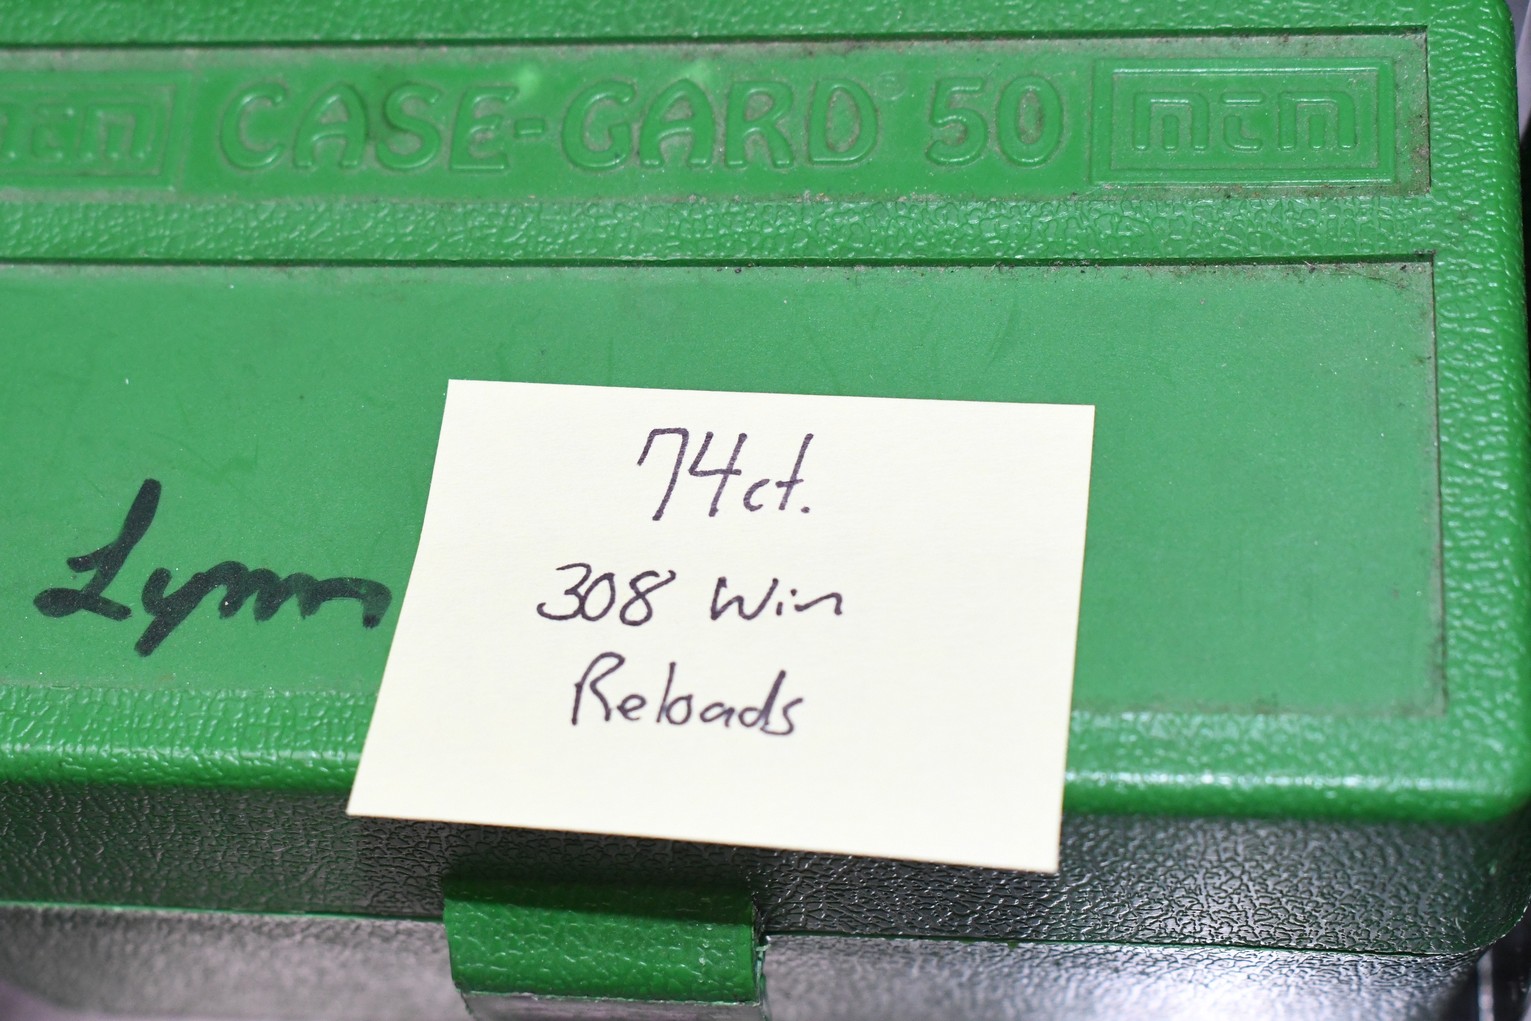 mtm CASE-GARD® 50 mtm
Lynn
74ct.
308 Win
Reloads